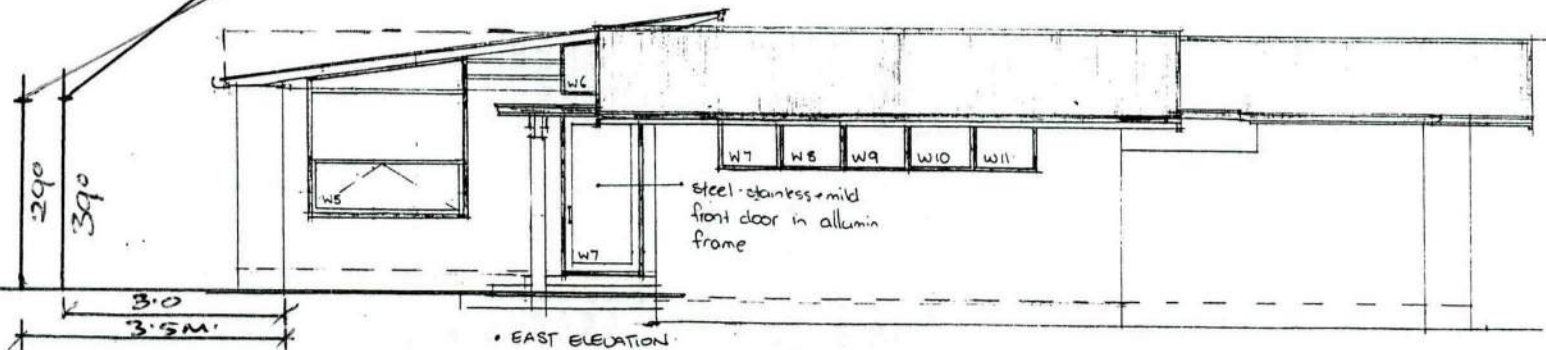 W6
W7
W8
W9
W10
W11
W5
steel-stainless+mild
front door in allumin
frame
W7
290
390
3.0
3.5M.
• EAST ELEVATION.